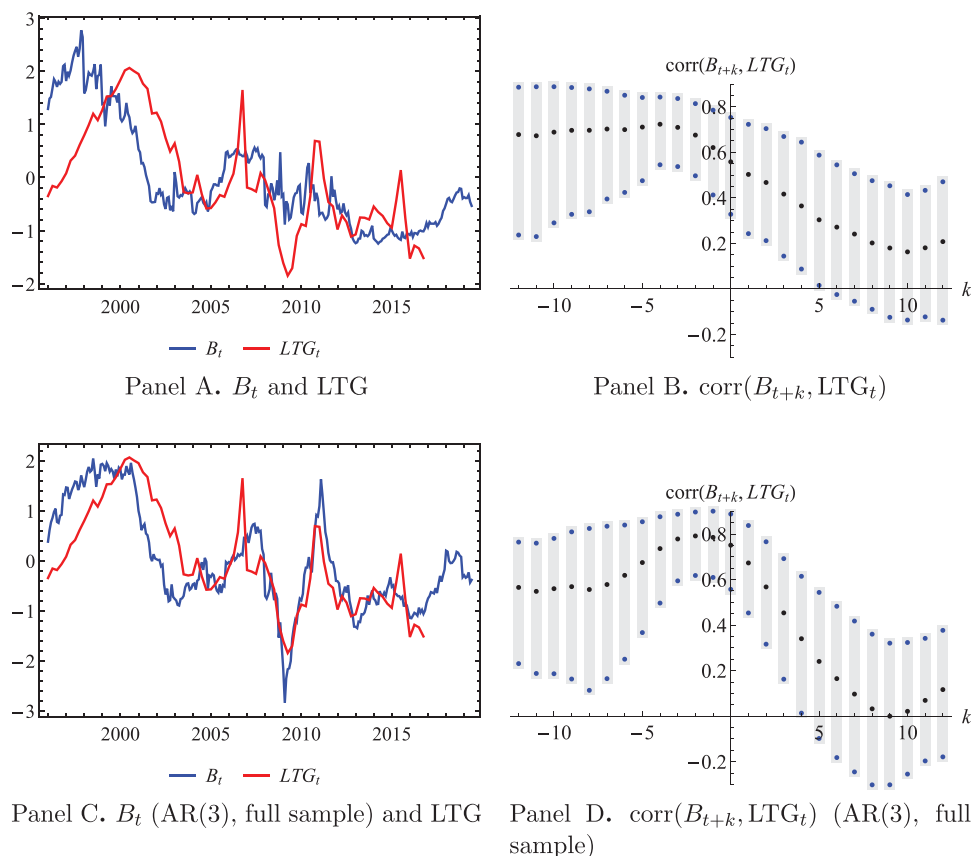 3
2
1
0
−1
−2
2000 2005 2010 2015
B_t LTG_t
Panel A. B_t and LTG
corr(B_{t+k}, LTG_t)
0.8
0.6
0.4
0.2
−0.2
−10 −5 5 10 k
Panel B. corr(B_{t+k}, LTG_t)
2
1
0
−1
−2
−3
2000 2005 2010 2015
B_t LTG_t
Panel C. B_t (AR(3), full sample) and LTG
corr(B_{t+k}, LTG_t)
0.8
0.6
0.4
0.2
−0.2
−10 −5 5 10 k
Panel D. corr(B_{t+k}, LTG_t) (AR(3), full
sample)